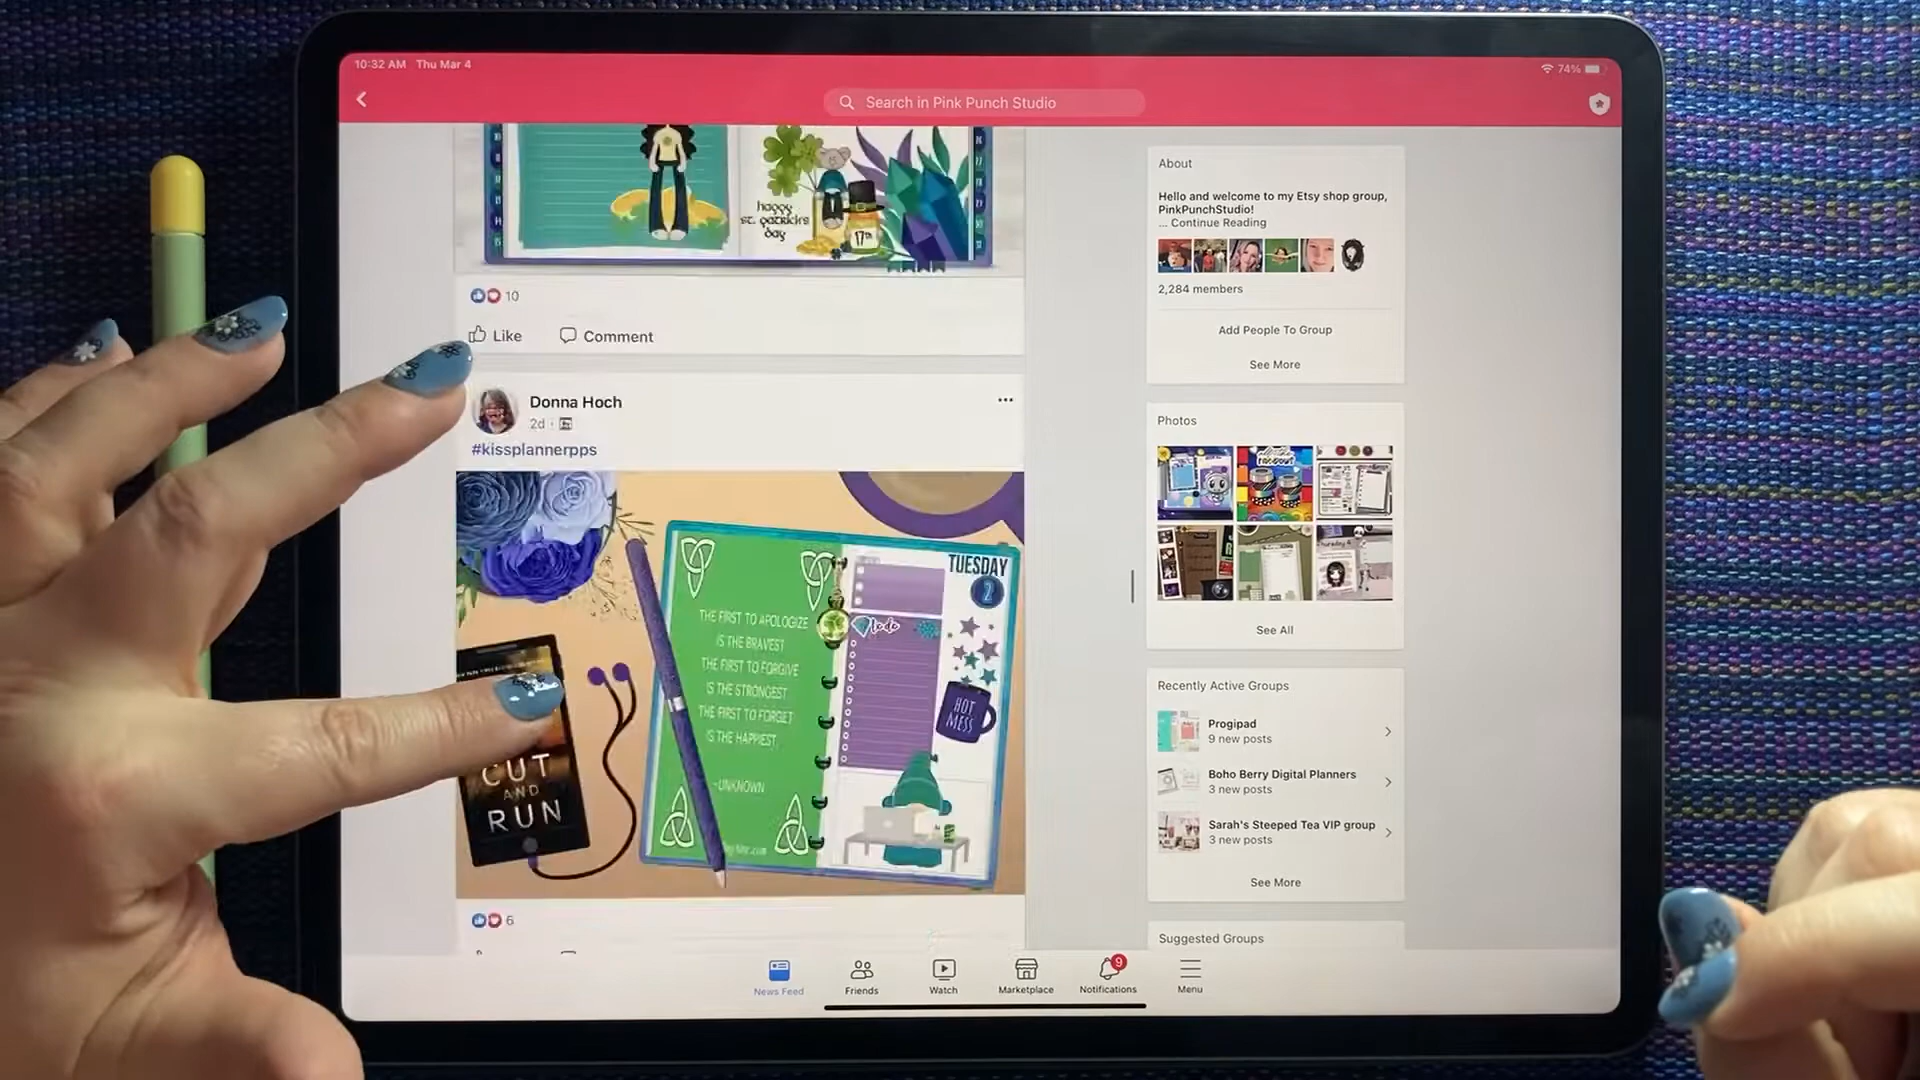 10:32 AM Thu Mar 4
74%
Search in Pink Punch Studio
happy
st. patrick's
day
17th
10
Like
Comment
Donna Hoch
2d
#kissplannerpps
TUESDAY
2
THE FIRST TO APOLOGIZE
IS THE BRAVEST
THE FIRST TO FORGIVE
IS THE STRONGEST
THE FIRST TO FORGET
IS THE HAPPIEST
~UNKNOWN
HOT
MESS
CUT
AND
RUN
6
About
Hello and welcome to my Etsy shop group,
PinkPunchStudio!
... Continue Reading
2,284 members
Add People To Group
See More
Photos
See All
Recently Active Groups
Progipad
9 new posts
Boho Berry Digital Planners
3 new posts
Sarah's Steeped Tea VIP group
3 new posts
See More
Suggested Groups
News Feed
Friends
Watch
Marketplace
9
Notifications
Menu